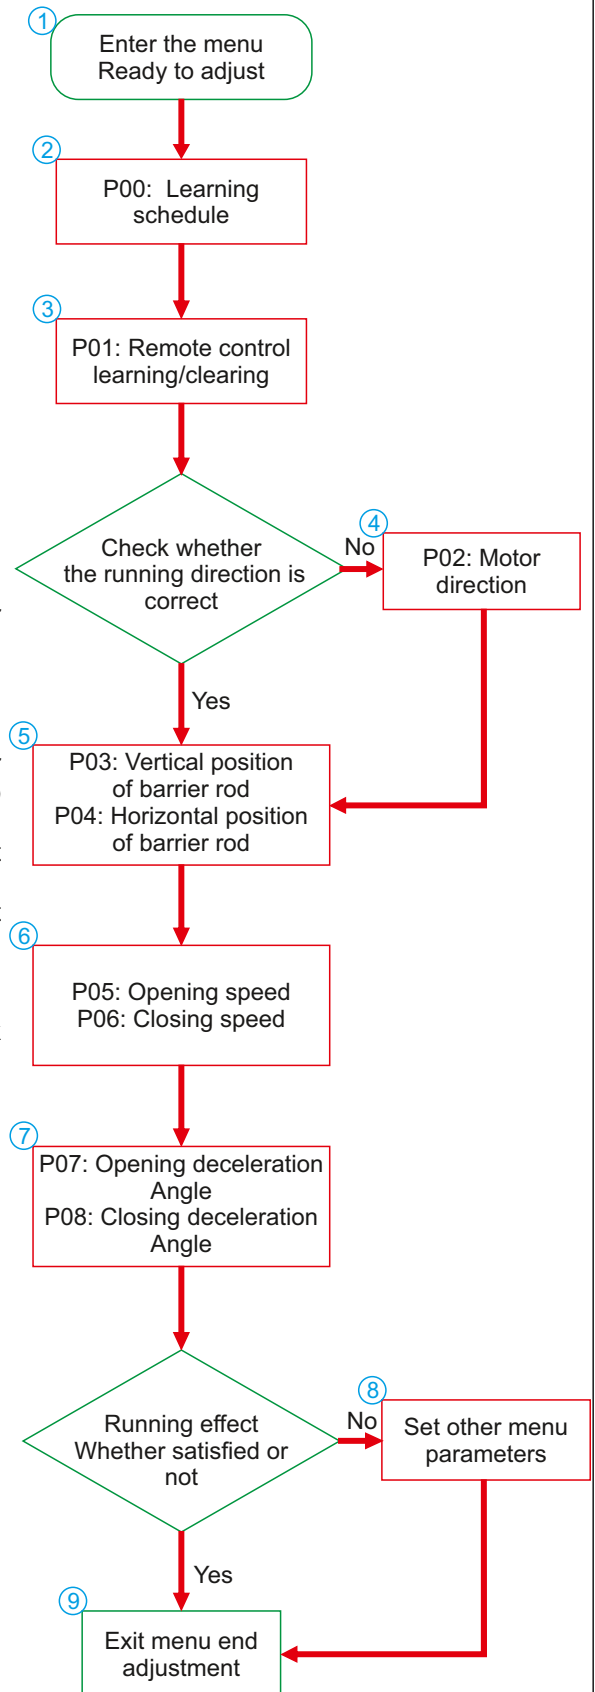 1
Enter the menu
Ready to adjust
2
P00: Learning
schedule
3
P01: Remote control
learning/clearing
Check whether
the running direction is
correct
No
4
P02: Motor
direction
Yes
5
P03: Vertical position
of barrier rod
P04: Horizontal position
of barrier rod
6
P05: Opening speed
P06: Closing speed
7
P07: Opening deceleration
Angle
P08: Closing deceleration
Angle
Running effect
Whether satisfied or
not
No
8
Set other menu
parameters
Yes
9
Exit menu end
adjustment